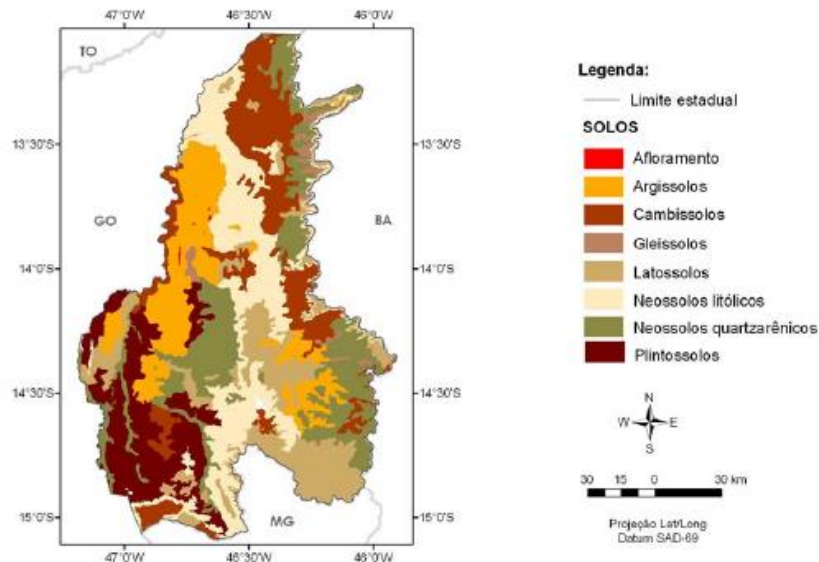 47°0'W 46°30'W 46°0'W
TO
GO
BA
MG
13°30'S
14°0'S
14°30'S
15°0'S
13°30'S
14°0'S
14°30'S
15°0'S
47°0'W 46°30'W 46°0'W
Legenda:
Limite estadual
SOLOS
Afloramento
Argissolos
Cambissolos
Gleissolos
Latossolos
Neossolos litólicos
Neossolos quartzarênicos
Plintossolos
N
W E
S
30 15 0 30 km
Projeção Lat/Long
Datum SAD-69